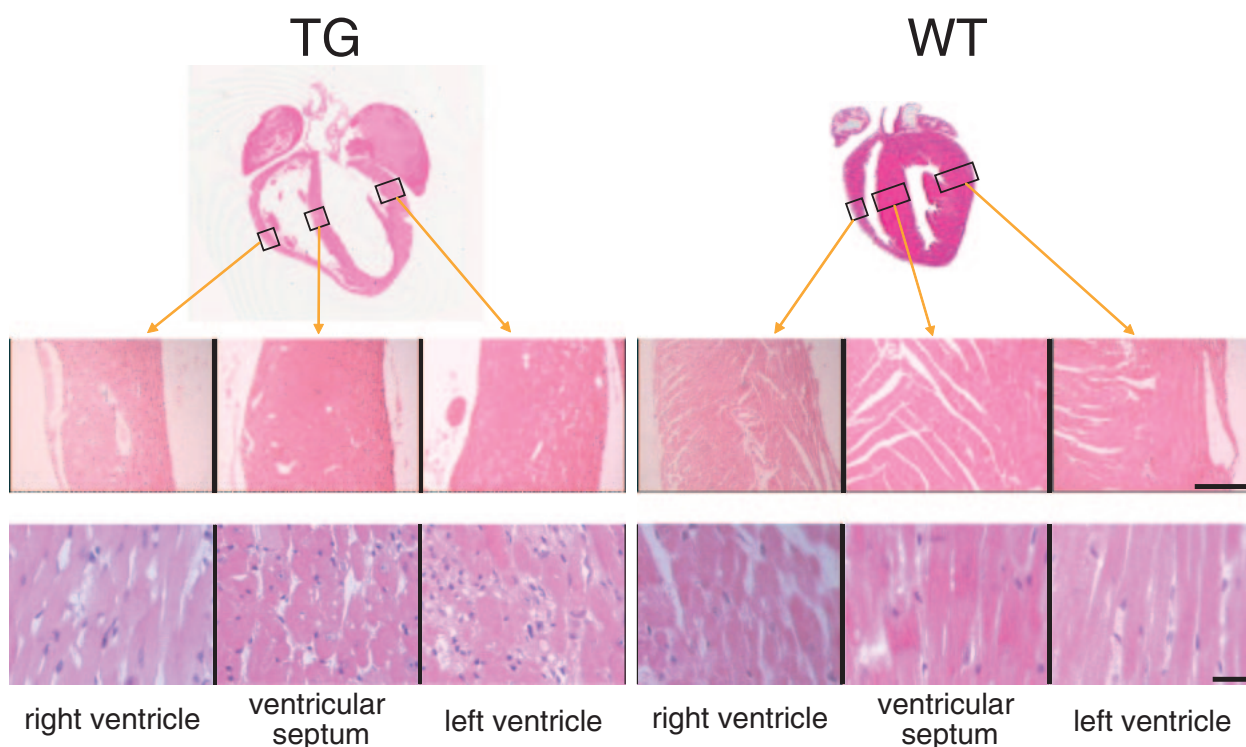 TG
WT
right ventricle
ventricular
septum
left ventricle
right ventricle
ventricular
septum
left ventricle